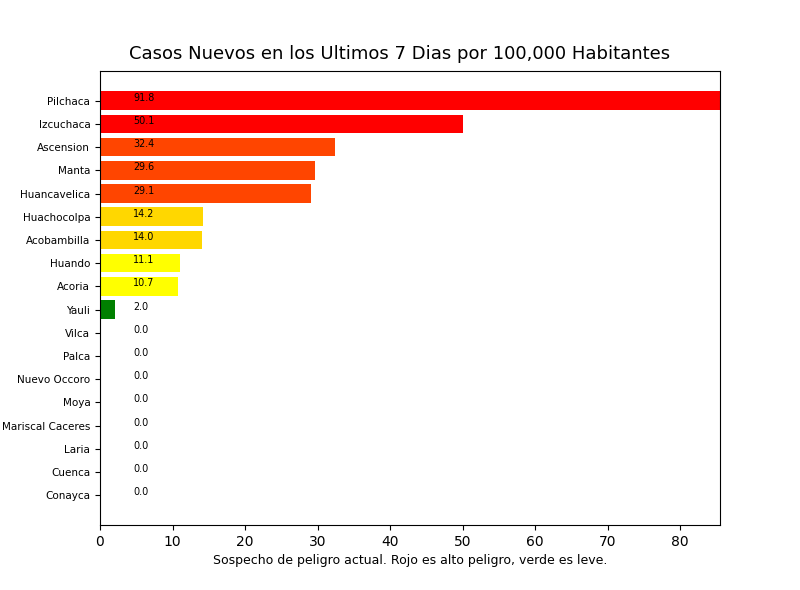 Casos Nuevos en los Ultimos 7 Dias por 100,000 Habitantes
Pilchaca 91.8
Izcuchaca 50.1
Ascension 32.4
Manta 29.6
Huancavelica 29.1
Huachocolpa 14.2
Acobambilla 14.0
Huando 11.1
Acoria 10.7
Yauli 2.0
Vilca 0.0
Palca 0.0
Nuevo Occoro 0.0
Moya 0.0
Mariscal Caceres 0.0
Laria 0.0
Cuenca 0.0
Conayca 0.0
0 10 20 30 40 50 60 70 80
Sospecho de peligro actual. Rojo es alto peligro, verde es leve.